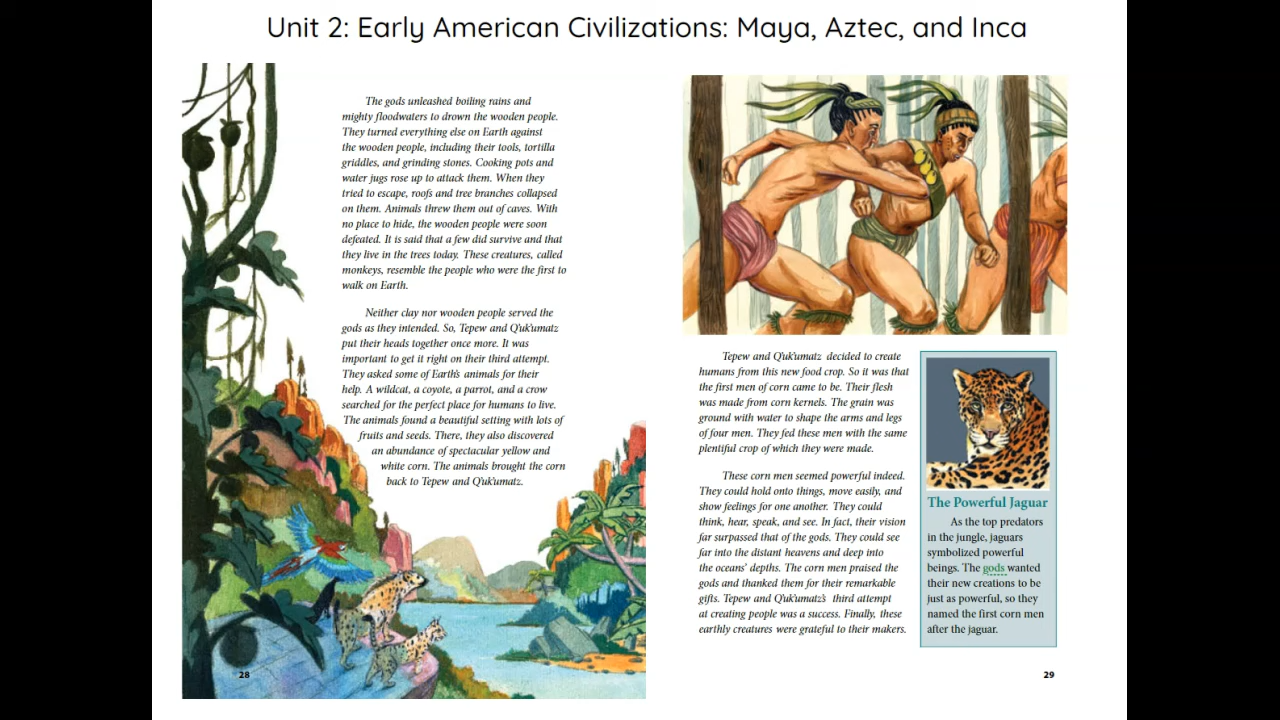 Unit 2: Early American Civilizations: Maya, Aztec, and Inca
The gods unleashed boiling rains and
mighty floodwaters to drown the wooden people.
They turned everything else on Earth against
the wooden people, including their tools, tortilla
griddles, and grinding stones. Cooking pots and
water jugs rose up to attack them. When they
tried to escape, roofs and tree branches collapsed
on them. Animals threw them out of caves. With
no place to hide, the wooden people were soon
defeated. It is said that a few did survive and that
they live in the trees today. These creatures, called
monkeys, resemble the people who were the first to
walk on Earth.
Neither clay nor wooden people served the
gods as they intended. So, Tepew and Q'uk'umatz
put their heads together once more. It was
important to get it right on their third attempt.
They asked some of Earth's animals for their
help. A wildcat, a coyote, a parrot, and a crow
searched for the perfect place for humans to live.
The animals found a beautiful setting with lots of
fruits and seeds. There, they also discovered
an abundance of spectacular yellow and
white corn. The animals brought the corn
back to Tepew and Q'uk'umatz.
28
Tepew and Q'uk'umatz decided to create
humans from this new food crop. So it was that
the first men of corn came to be. Their flesh
was made from corn kernels. The grain was
ground with water to shape the arms and legs
of four men. They fed these men with the same
plentiful crop of which they were made.
These corn men seemed powerful indeed.
They could hold onto things, move easily, and
show feelings for one another. They could
think, hear, speak, and see. In fact, their vision
far surpassed that of the gods. They could see
far into the distant heavens and deep into
the oceans' depths. The corn men praised the
gods and thanked them for their remarkable
gifts. Tepew and Q'uk'umatz's third attempt
at creating people was a success. Finally, these
earthly creatures were grateful to their makers.
The Powerful Jaguar
As the top predators
in the jungle, jaguars
symbolized powerful
beings. The gods wanted
their new creations to be
just as powerful, so they
named the first corn men
after the jaguar.
29